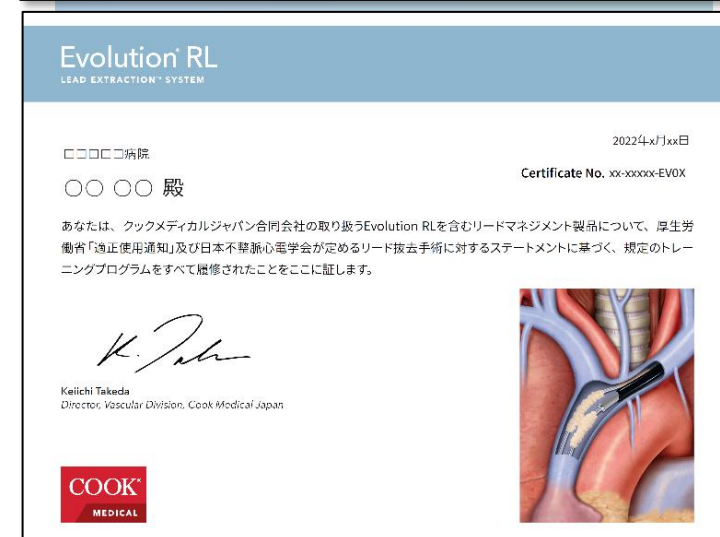 Evolution® RL
LEAD EXTRACTION™ SYSTEM
2022年x月xx日
□□□□□病院
Certificate No. xx-xxxxx-EV0X
○○ ○○ 殿
あなたは、クックメディカルジャパン合同会社の取り扱うEvolution RLを含むリードマネジメント製品について、厚生労
働省「適正使用通知」及び日本不整脈心電学会が定めるリード抜去手術に対するステートメントに基づく、規定のトレー
ニングプログラムをすべて履修されたことをここに証します。
K. Take
Keiichi Takeda
Director, Vascular Division, Cook Medical Japan
COOK®
MEDICAL